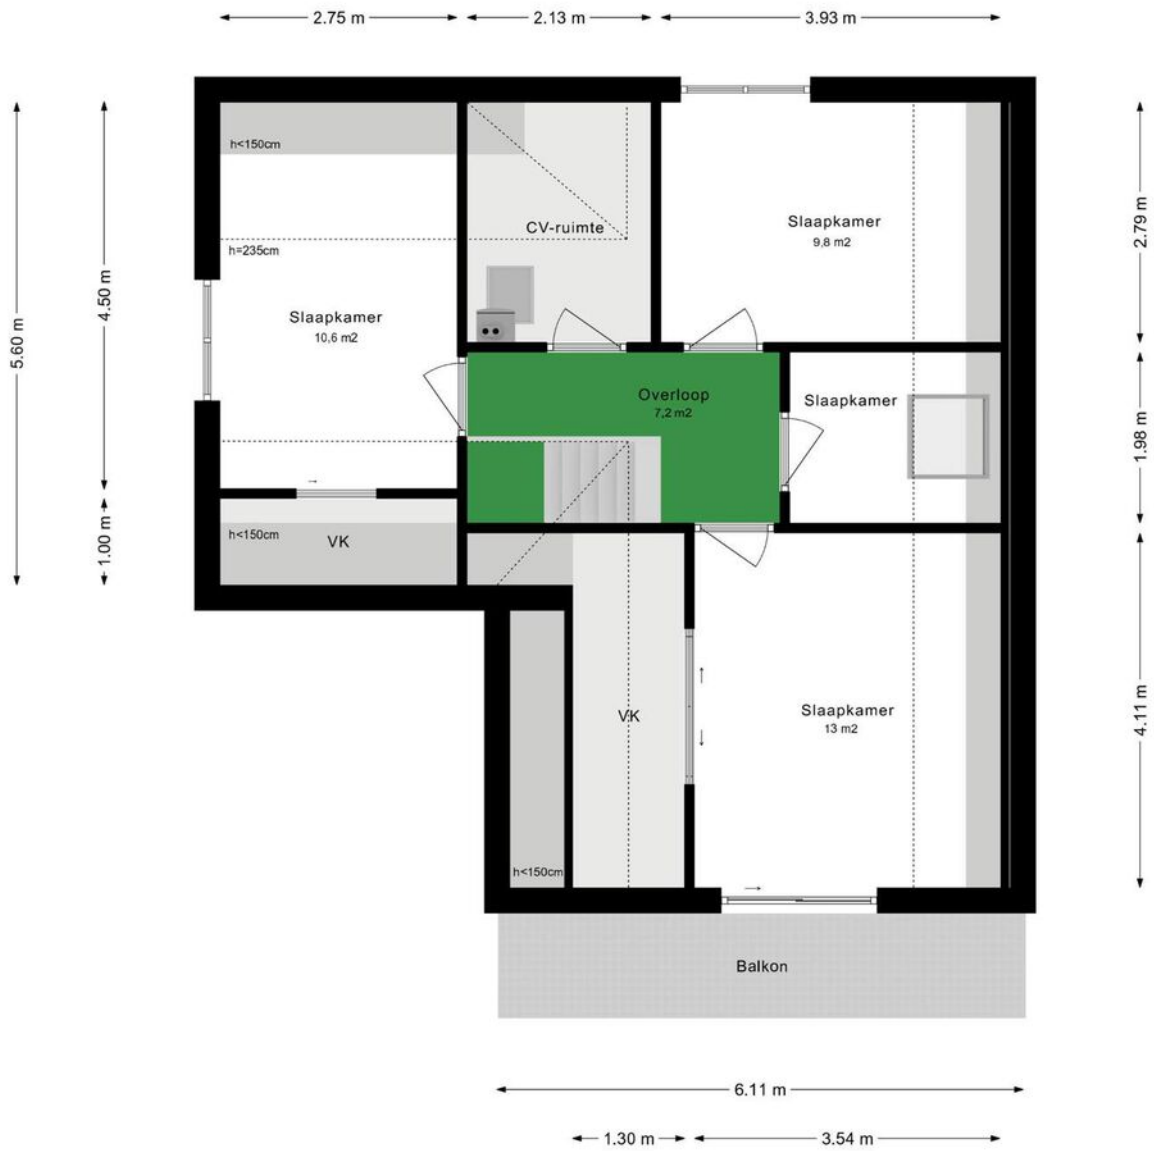 2.75 m
2.13 m
3.93 m
h<150cm
CV-ruimte
Slaapkamer
9,8 m2
h=235cm
2.79 m
4.50 m
5.60 m
Slaapkamer
10,6 m2
Overloop
7,2 m2
Slaapkamer
1.98 m
1.00 m
h<150cm
VK
VK
Slaapkamer
13 m2
4.11 m
h<150cm
Balkon
6.11 m
1.30 m
3.54 m